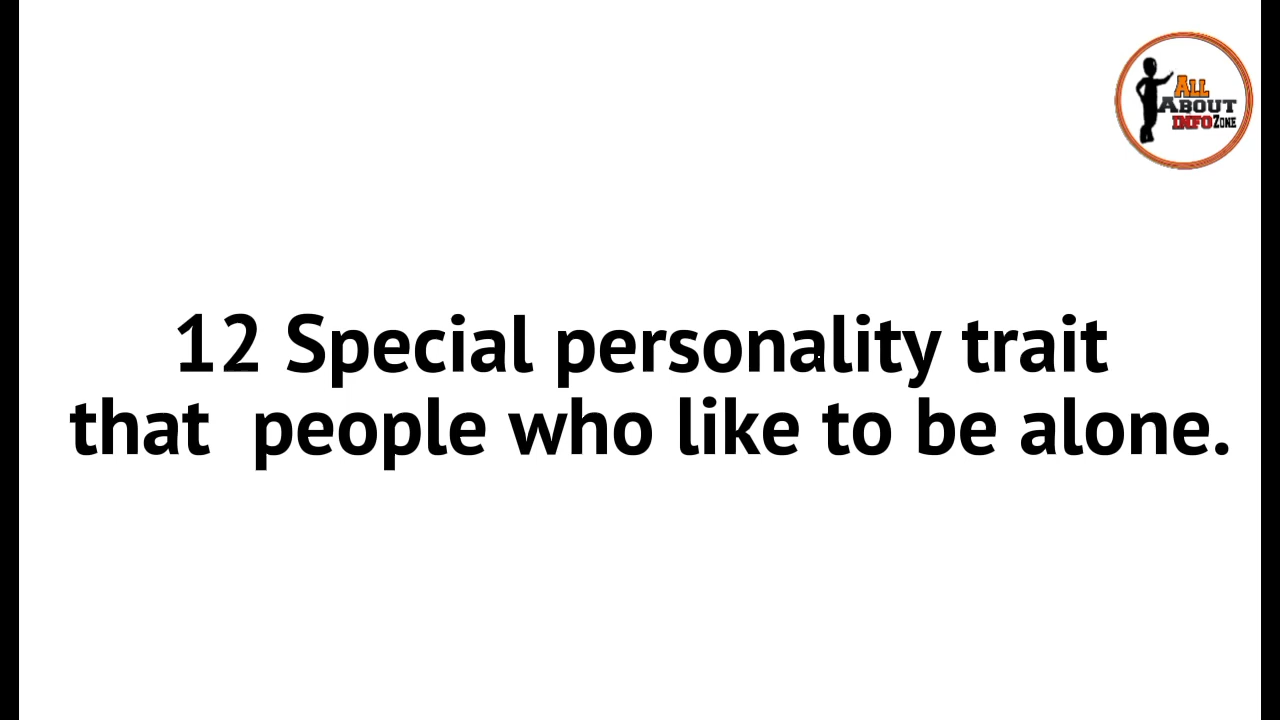 ALL
ABOUT
INFO ZONE
12 Special personality trait
that  people who like to be alone.